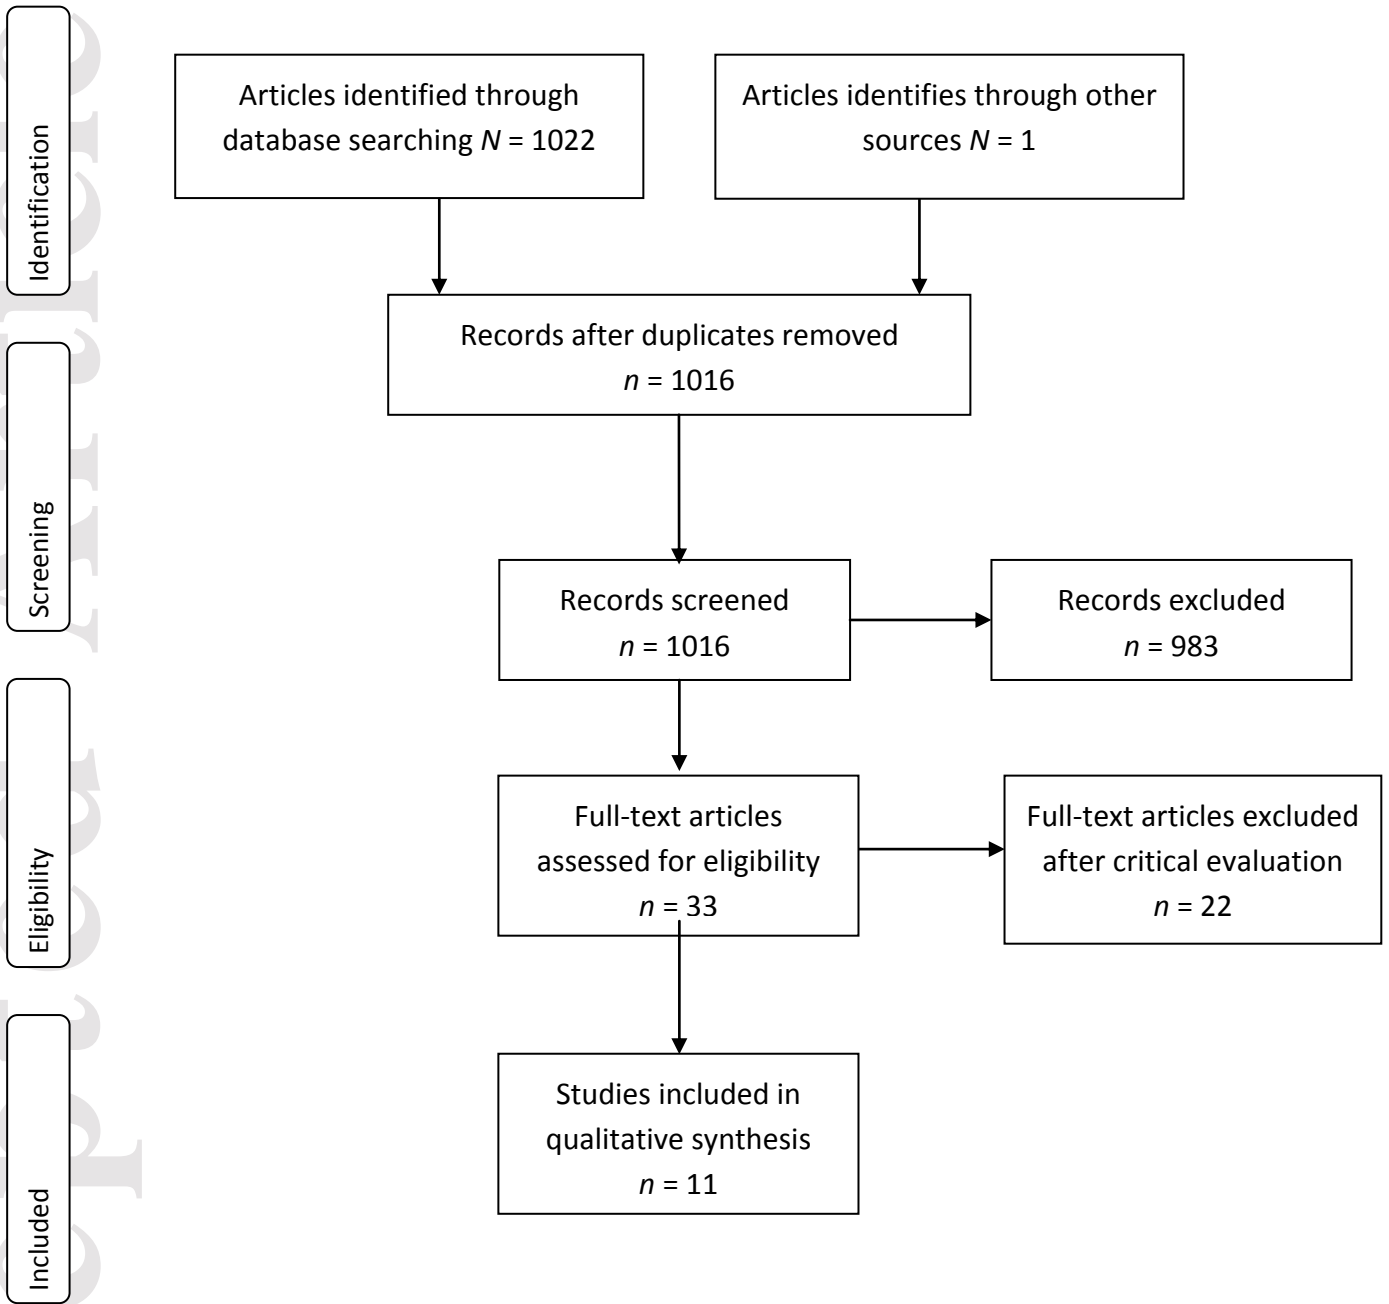 Identification
Articles identified through
database searching N = 1022
Articles identifies through other
sources N = 1
Records after duplicates removed
n = 1016
Screening
Records screened
n = 1016
Records excluded
n = 983
Eligibility
Full-text articles
assessed for eligibility
n = 33
Full-text articles excluded
after critical evaluation
n = 22
Included
Studies included in
qualitative synthesis
n = 11